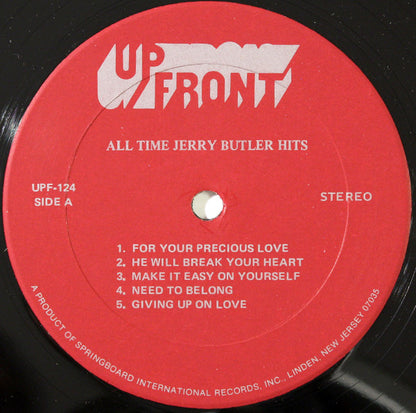 UP
FRONT
ALL TIME JERRY BUTLER HITS
UPF-124
SIDE A
STEREO
1. FOR YOUR PRECIOUS LOVE
2. HE WILL BREAK YOUR HEART
3. MAKE IT EASY ON YOURSELF
4. NEED TO BELONG
5. GIVING UP ON LOVE
A PRODUCT OF SPRINGBOARD INTERNATIONAL RECORDS, INC., LINDEN, NEW JERSEY 07035